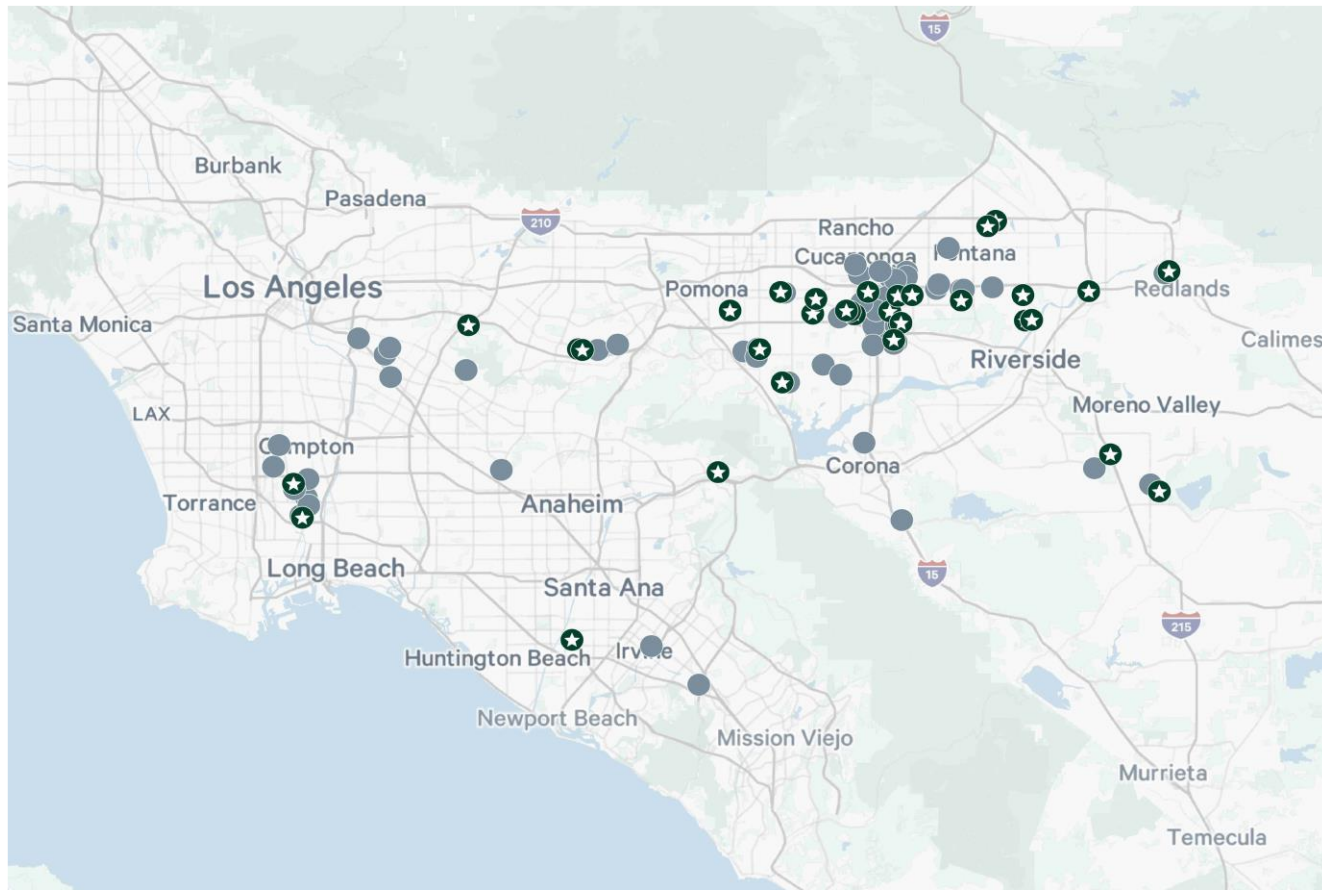 15
Burbank
Pasadena
210
Rancho
Cucamonga
Fontana
Los Angeles
Pomona
Redlands
Santa Monica
Calimes
Riverside
LAX
Moreno Valley
Compton
Corona
Torrance
Anaheim
Long Beach
15
Santa Ana
215
Huntington Beach
Irvine
Newport Beach
Mission Viejo
Murrieta
Temecula